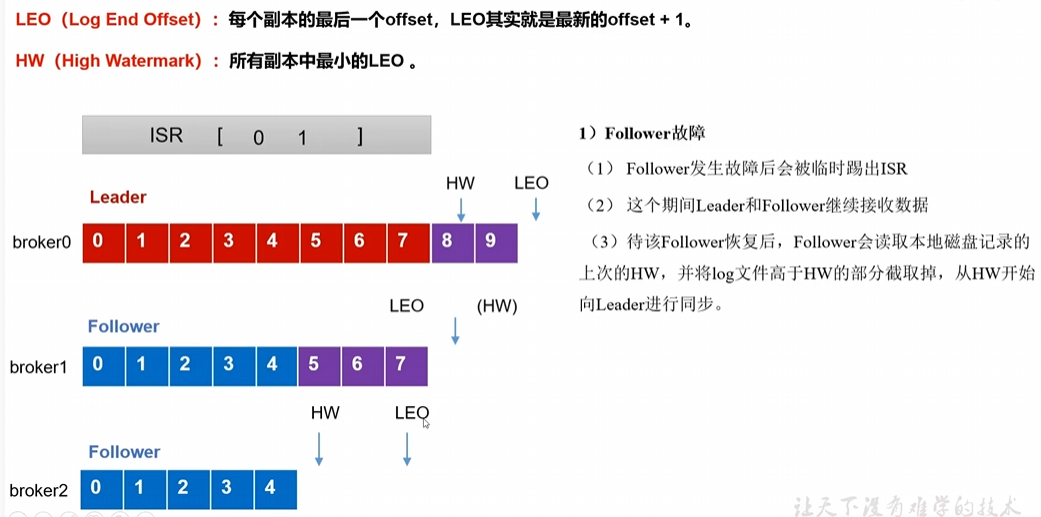 LEO（Log End Offset）：每个副本的最后一个offset，LEO其实就是最新的offset + 1。
HW（High Watermark）：所有副本中最小的LEO 。
ISR [ 0 1 ]
1）Follower故障
（1） Follower发生故障后会被临时踢出ISR
（2） 这个期间Leader和Follower继续接收数据
（3）待该Follower恢复后，Follower会读取本地磁盘记录的
上次的HW，并将log文件高于HW的部分截取掉，从HW开始
向Leader进行同步。
HW LEO
Leader
broker0 0 1 2 3 4 5 6 7 8 9
LEO (HW)
Follower
broker1 0 1 2 3 4 5 6 7
HW LEO
Follower
broker2 0 1 2 3 4
让天下没有难学的技术